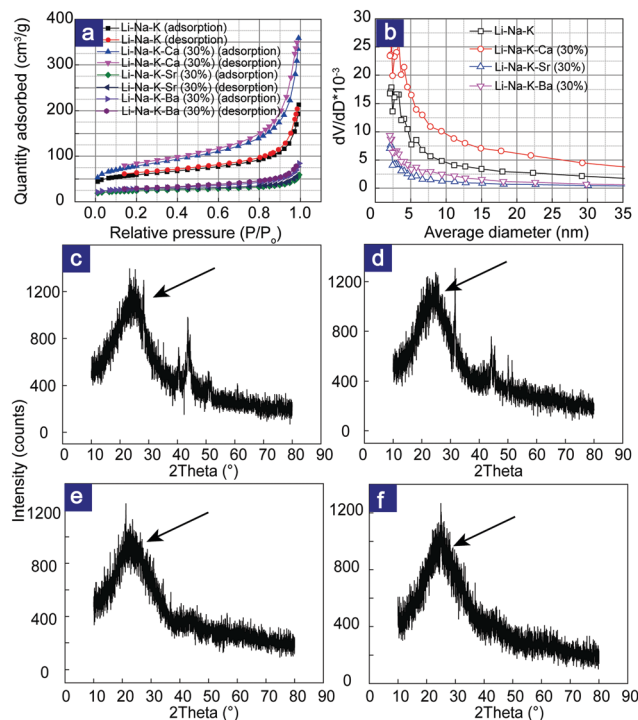 a
Li-Na-K (adsorption)
Li-Na-K (desorption)
Li-Na-K-Ca (30%) (adsorption)
Li-Na-K-Ca (30%) (desorption)
Li-Na-K-Sr (30%) (adsorption)
Li-Na-K-Sr (30%) (desorption)
Li-Na-K-Ba (30%) (adsorption)
Li-Na-K-Ba (30%) (desorption)
Quantity adsorbed (cm³/g)
400
300
200
100
0
0.0 0.2 0.4 0.6 0.8 1.0
Relative pressure (P/P₀)
b
Li-Na-K
Li-Na-K-Ca (30%)
Li-Na-K-Sr (30%)
Li-Na-K-Ba (30%)
dV/dD*10⁻³
30
25
20
15
10
5
0
0 5 10 15 20 25 30 35
Average diameter (nm)
c
1200
800
400
0
0 10 20 30 40 50 60 70 80 90
2Theta (°)
d
1200
800
400
0
0 10 20 30 40 50 60 70 80 90
2Theta
Intensity (counts)
e
1200
800
400
0
0 10 20 30 40 50 60 70 80 90
2Theta (°)
f
1200
800
400
0
0 10 20 30 40 50 60 70 80 90
2Theta (°)